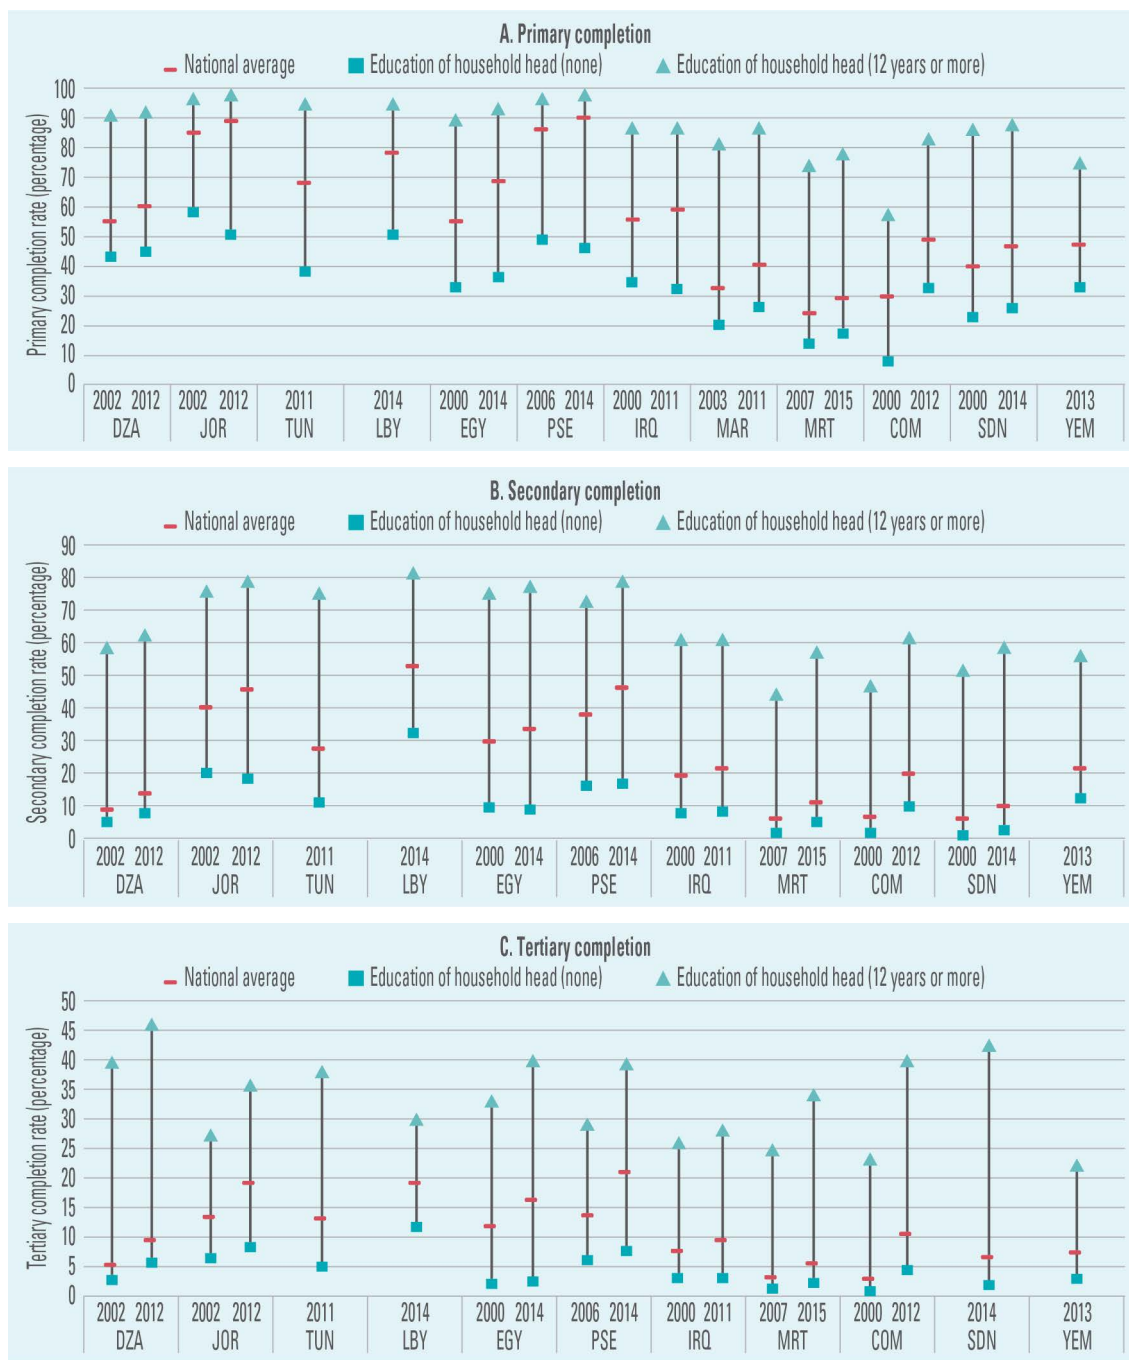 A. Primary completion
National average Education of household head (none) Education of household head (12 years or more)
Primary completion rate (percentage)
100
90
80
70
60
50
40
30
20
10
0
2002 2012 2002 2012 2011 2014 2000 2014 2006 2014 2000 2011 2003 2011 2007 2015 2000 2012 2000 2014 2013
DZA JOR TUN LBY EGY PSE IRQ MAR MRT COM SDN YEM
B. Secondary completion
National average Education of household head (none) Education of household head (12 years or more)
Secondary completion rate (percentage)
90
80
70
60
50
40
30
20
10
0
2002 2012 2002 2012 2011 2014 2000 2014 2006 2014 2000 2011 2007 2015 2000 2012 2000 2014 2013
DZA JOR TUN LBY EGY PSE IRQ MRT COM SDN YEM
C. Tertiary completion
National average Education of household head (none) Education of household head (12 years or more)
Tertiary completion rate (percentage)
50
45
40
35
30
25
20
15
10
5
0
2002 2012 2002 2012 2011 2014 2000 2014 2006 2014 2000 2011 2007 2015 2000 2012 2014 2013
DZA JOR TUN LBY EGY PSE IRQ MRT COM SDN YEM